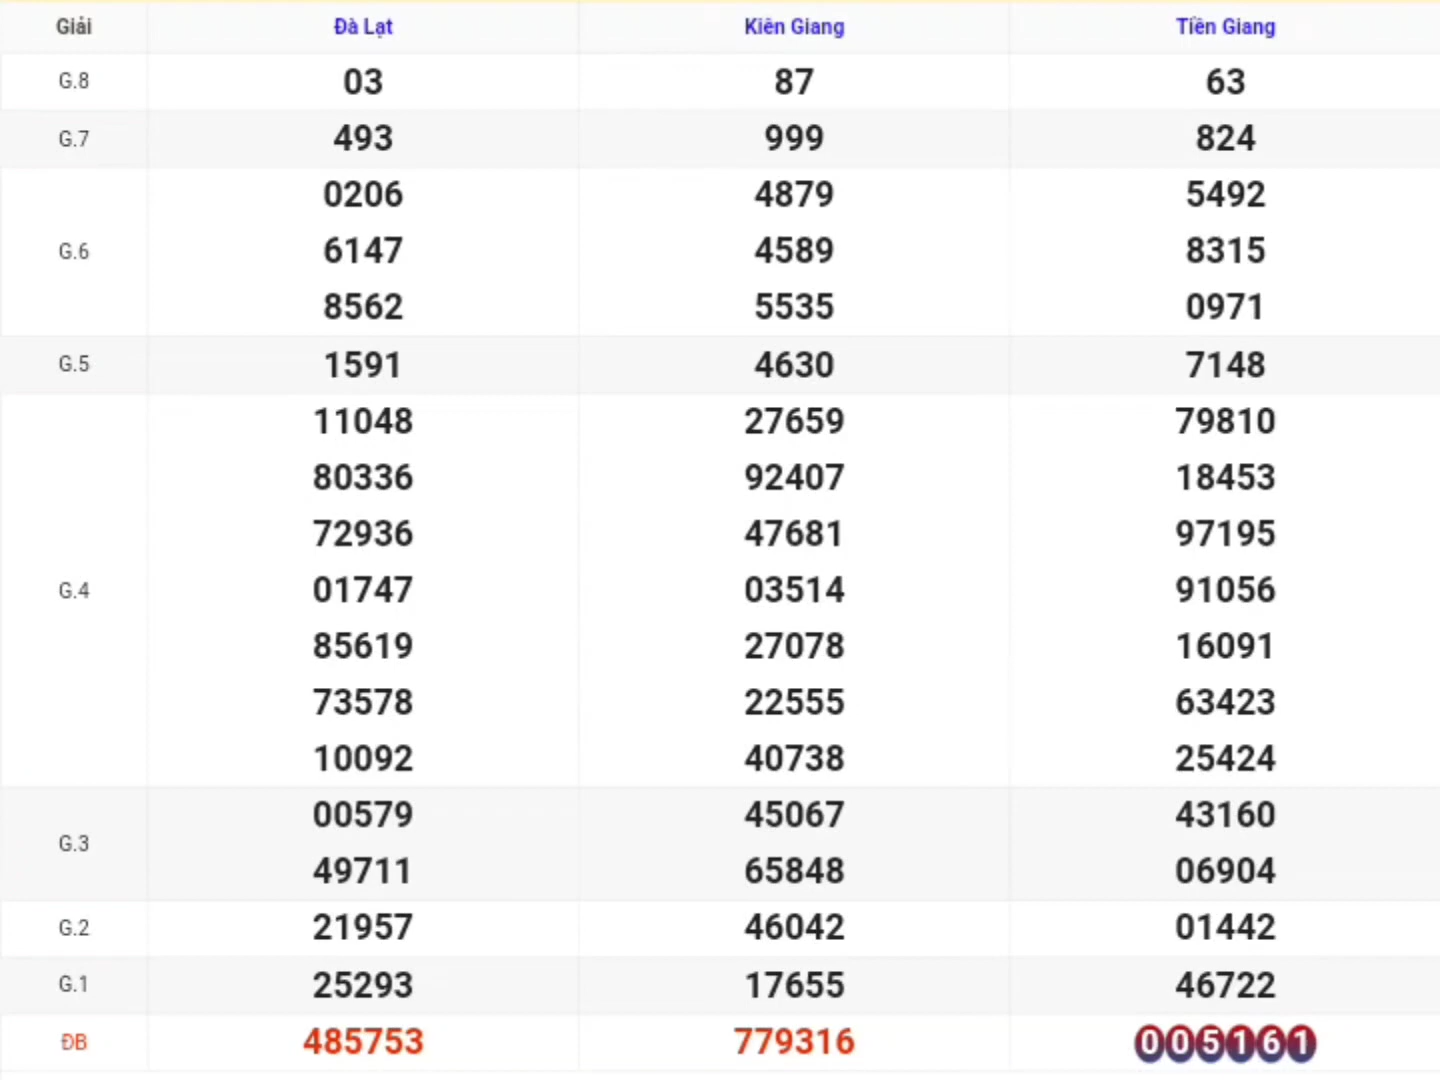 Giải Đà Lạt Kiên Giang Tiền Giang
G.8 03 87 63
G.7 493 999 824
0206 4879 5492
G.6 6147 4589 8315
8562 5535 0971
G.5 1591 4630 7148
11048 27659 79810
80336 92407 18453
72936 47681 97195
G.4 01747 03514 91056
85619 27078 16091
73578 22555 63423
10092 40738 25424
00579 45067 43160
G.3
49711 65848 06904
G.2 21957 46042 01442
G.1 25293 17655 46722
ĐB 485753 779316 005161